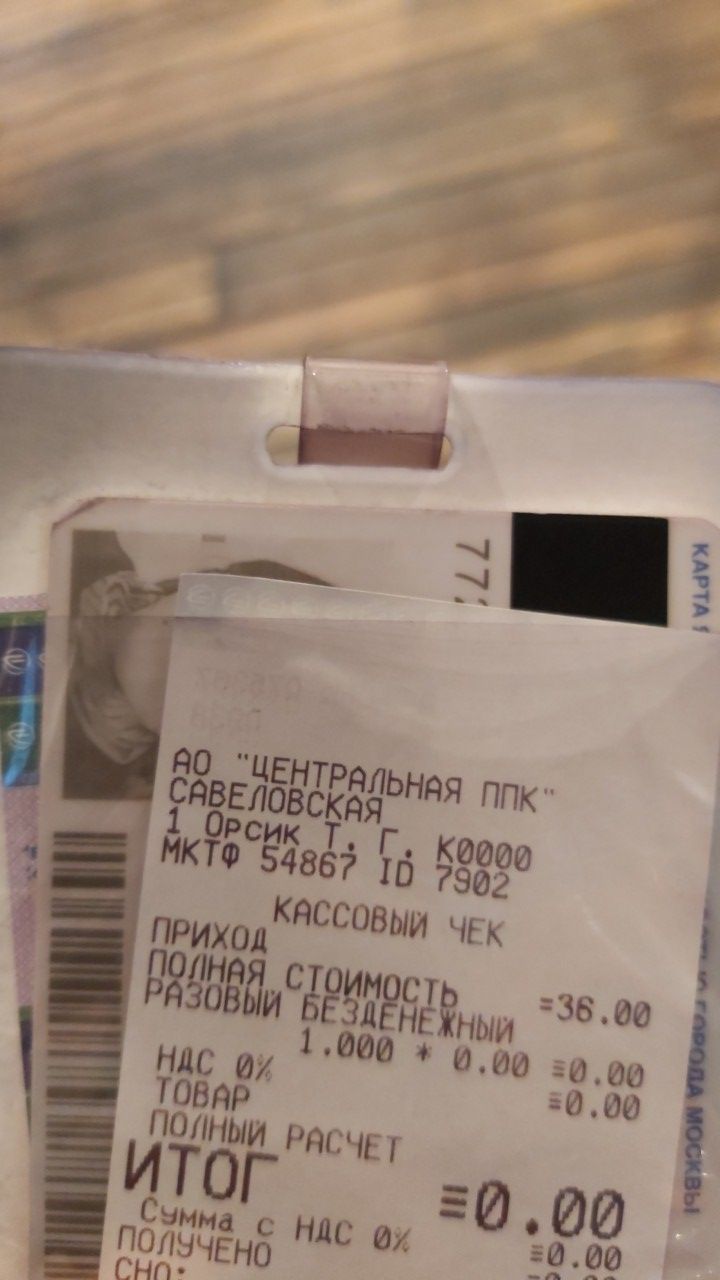 772
КАРТА
ГОРОДА МОСКВЫ
АО "ЦЕНТРАЛЬНАЯ ППК"
САВЕЛОВСКАЯ
1 Орсик Т. Г. К0000
МКТФ 54867 ID 7902
КАССОВЫЙ ЧЕК
ПРИХОД
ПОЛНАЯ СТОИМОСТЬ =36.00
РАЗОВЫЙ БЕЗДЕНЕЖНЫЙ
1.000 * 0.00 ≡0.00
НДС 0% ≡0.00
ТОВАР
ПОЛНЫЙ РАСЧЕТ
ИТОГ ≡0.00
Сумма с НДС 0% ≡0.00
ПОЛУЧЕНО
СНО: